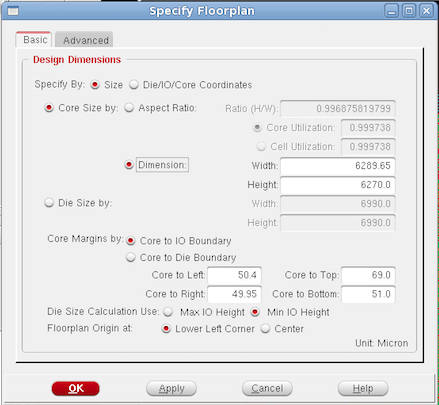 Specify Floorplan
Basic Advanced
Design Dimensions
Specify By: Size Die/IO/Core Coordinates
Core Size by: Aspect Ratio: Ratio (H/W): 0.996875819799
Core Utilization: 0.999738
Cell Utilization: 0.999738
Dimension: Width: 6289.65
Height: 6270.0
Die Size by: Width: 6990.0
Height: 6990.0
Core Margins by: Core to IO Boundary
Core to Die Boundary
Core to Left: 50.4 Core to Top: 69.0
Core to Right: 49.95 Core to Bottom: 51.0
Die Size Calculation Use: Max IO Height Min IO Height
Floorplan Origin at: Lower Left Corner Center
Unit: Micron
OK Apply Cancel Help